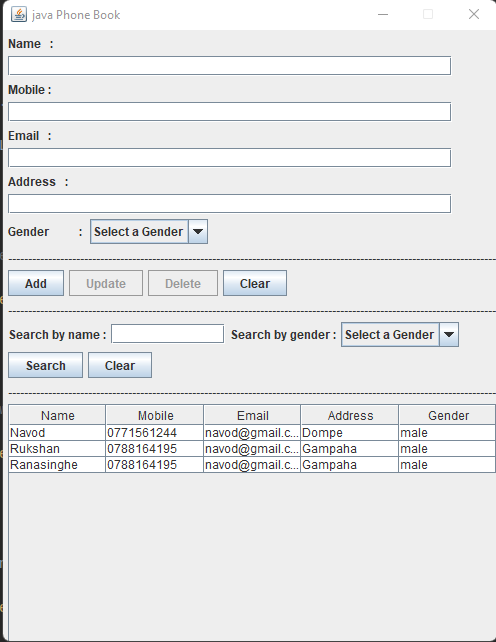 java Phone Book
Name :
Mobile :
Email :
Address :
Gender : Select a Gender
Add Update Delete Clear
Search by name : Search by gender : Select a Gender
Search Clear
Name Mobile Email Address Gender
Navod 0771561244 navod@gmail.c... Dompe male
Rukshan 0788164195 navod@gmail.c... Gampaha male
Ranasinghe 0788164195 navod@gmail.c... Gampaha male